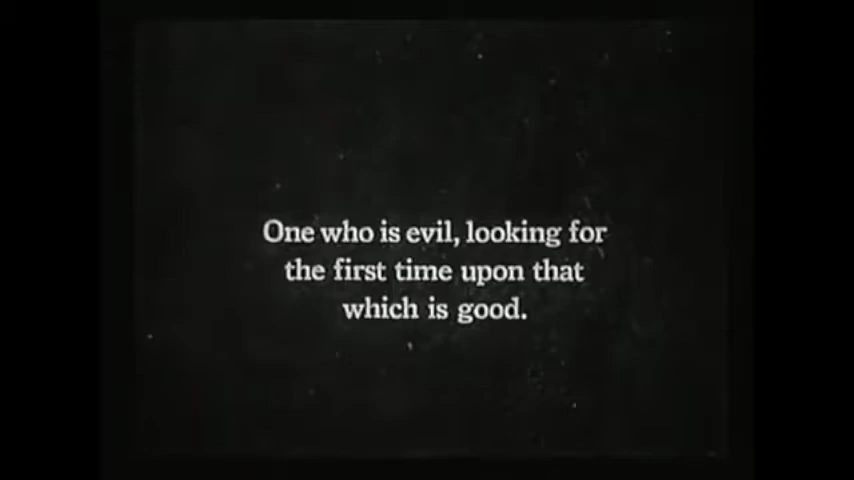 One who is evil, looking for
the first time upon that
which is good.